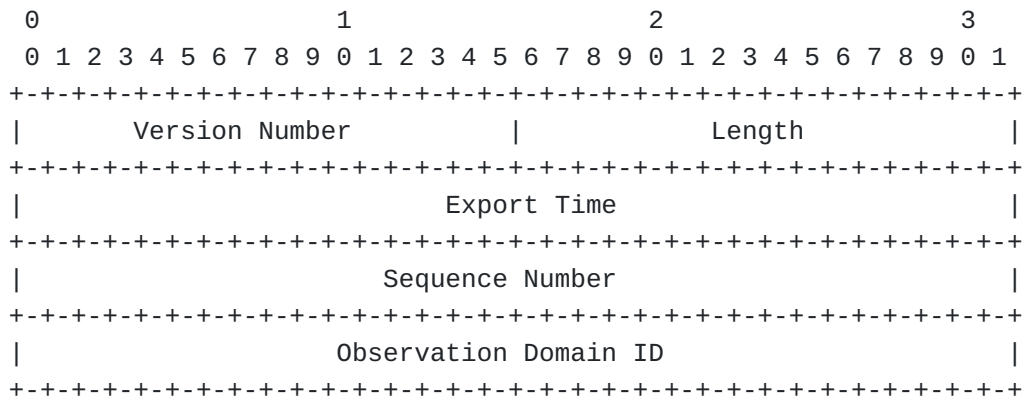 0                   1                   2                   3
0 1 2 3 4 5 6 7 8 9 0 1 2 3 4 5 6 7 8 9 0 1 2 3 4 5 6 7 8 9 0 1
+-+-+-+-+-+-+-+-+-+-+-+-+-+-+-+-+-+-+-+-+-+-+-+-+-+-+-+-+-+-+-+-+
|       Version Number          |            Length             |
+-+-+-+-+-+-+-+-+-+-+-+-+-+-+-+-+-+-+-+-+-+-+-+-+-+-+-+-+-+-+-+-+
|                           Export Time                         |
+-+-+-+-+-+-+-+-+-+-+-+-+-+-+-+-+-+-+-+-+-+-+-+-+-+-+-+-+-+-+-+-+
|                       Sequence Number                         |
+-+-+-+-+-+-+-+-+-+-+-+-+-+-+-+-+-+-+-+-+-+-+-+-+-+-+-+-+-+-+-+-+
|                    Observation Domain ID                      |
+-+-+-+-+-+-+-+-+-+-+-+-+-+-+-+-+-+-+-+-+-+-+-+-+-+-+-+-+-+-+-+-+